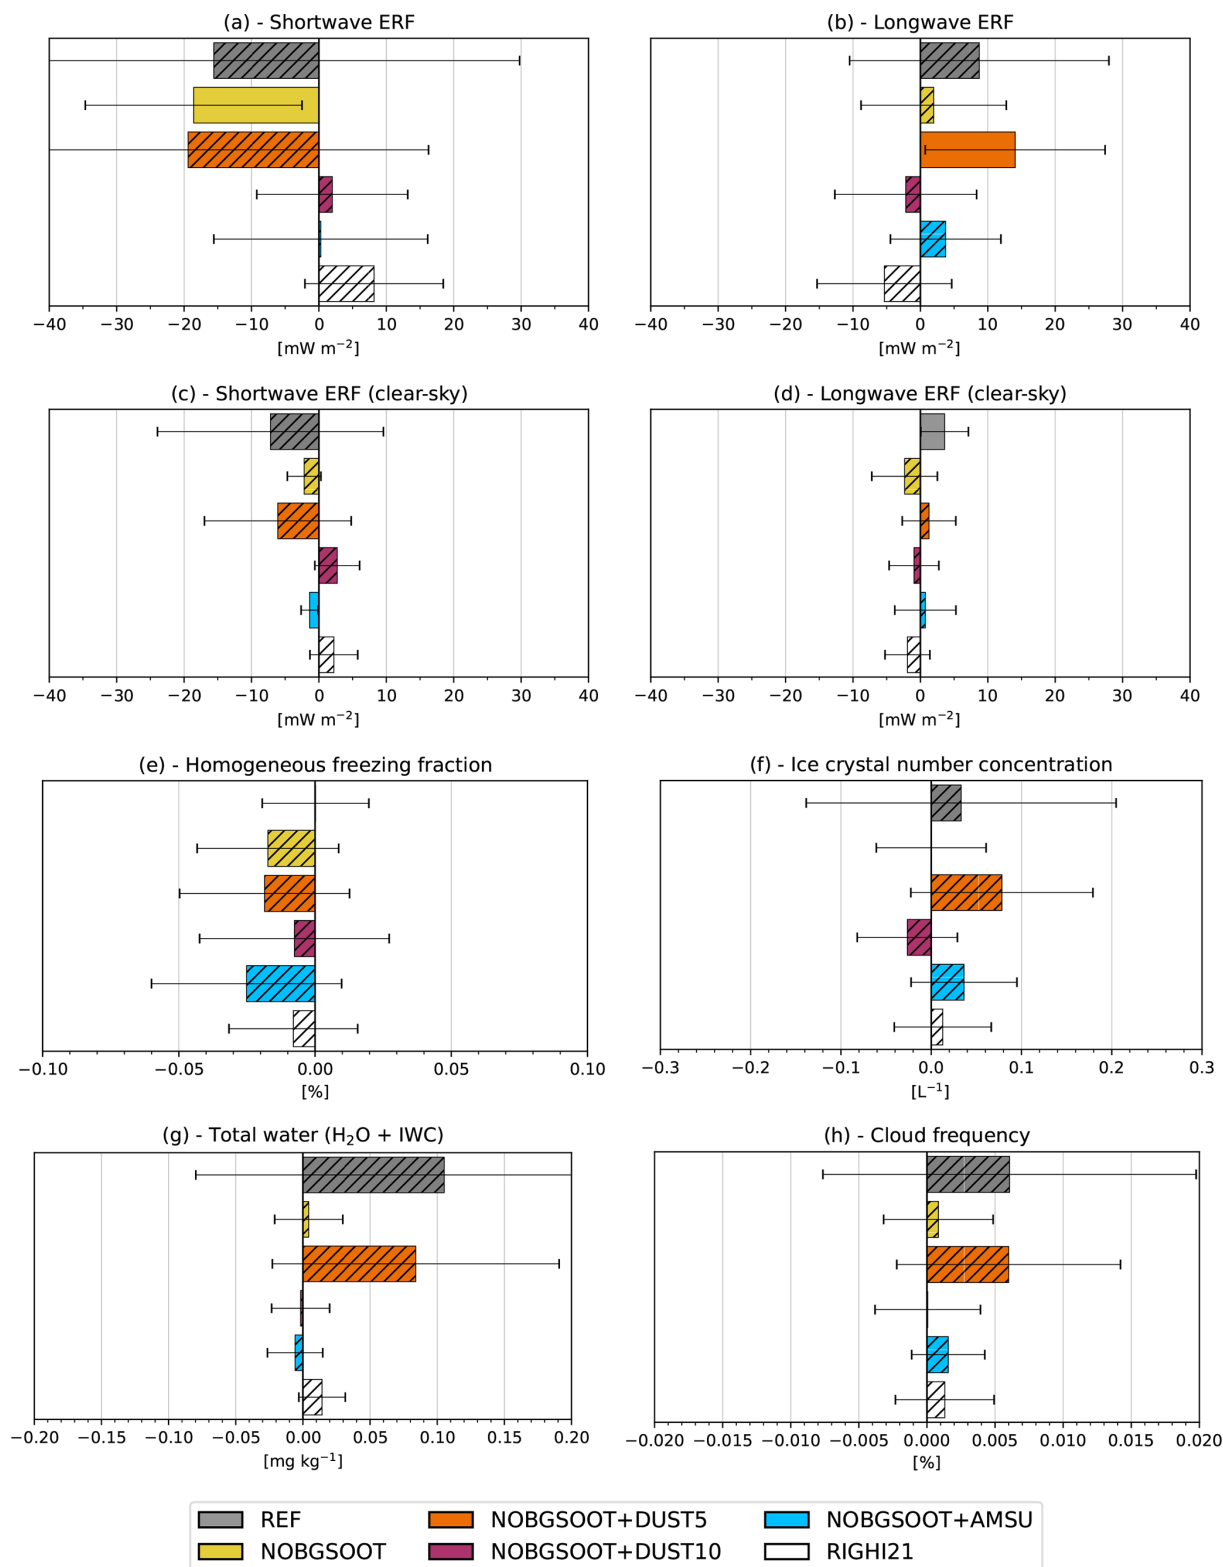 (a) - Shortwave ERF
−40 −30 −20 −10 0 10 20 30 40
[mW m⁻²]
(b) - Longwave ERF
−40 −30 −20 −10 0 10 20 30 40
[mW m⁻²]
(c) - Shortwave ERF (clear-sky)
−40 −30 −20 −10 0 10 20 30 40
[mW m⁻²]
(d) - Longwave ERF (clear-sky)
−40 −30 −20 −10 0 10 20 30 40
[mW m⁻²]
(e) - Homogeneous freezing fraction
−0.10 −0.05 0.00 0.05 0.10
[%]
(f) - Ice crystal number concentration
−0.3 −0.2 −0.1 0.0 0.1 0.2 0.3
[L⁻¹]
(g) - Total water (H₂O + IWC)
−0.20 −0.15 −0.10 −0.05 0.00 0.05 0.10 0.15 0.20
[mg kg⁻¹]
(h) - Cloud frequency
−0.020 −0.015 −0.010 −0.005 0.000 0.005 0.010 0.015 0.020
[%]
REF NOBGSOOT+DUST5 NOBGSOOT+AMSU
NOBGSOOT NOBGSOOT+DUST10 RIGHI21